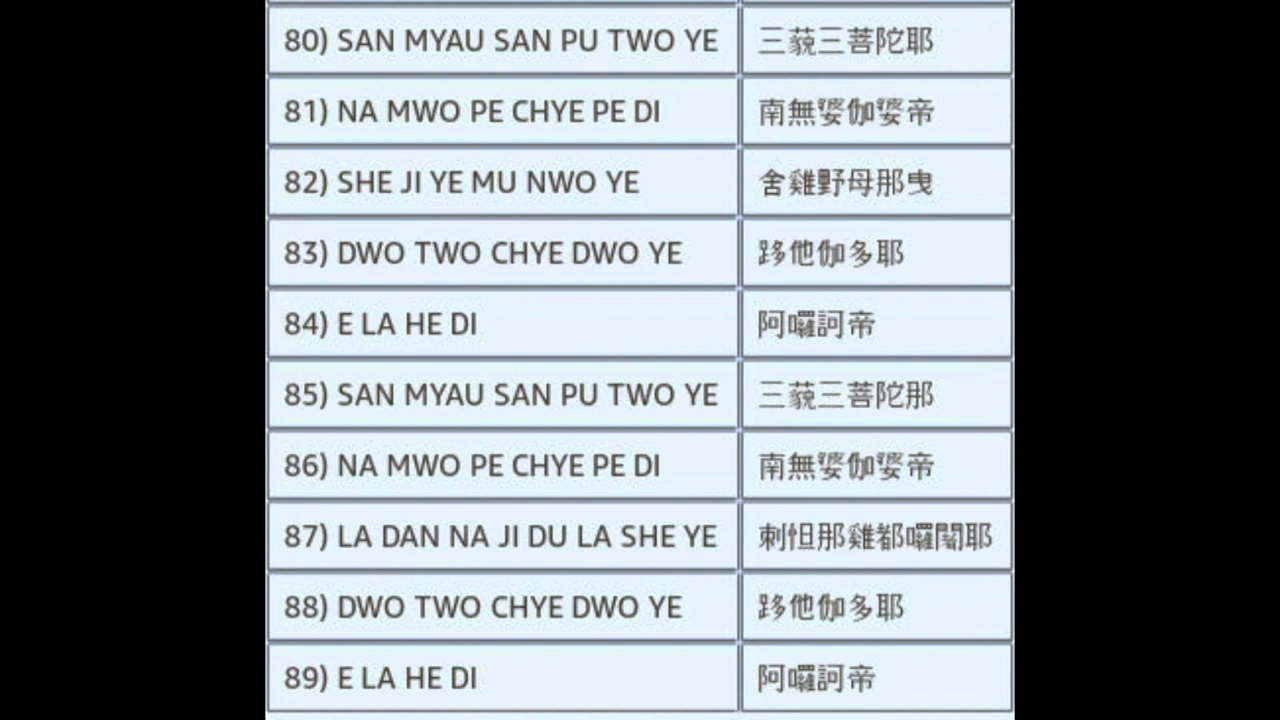 80) SAN MYAU SAN PU TWO YE 三藐三菩陀耶
81) NA MWO PE CHYE PE DI 南無婆伽婆帝
82) SHE JI YE MU NWO YE 舍雞野母那曳
83) DWO TWO CHYE DWO YE 跢他伽多耶
84) E LA HE DI 阿囉訶帝
85) SAN MYAU SAN PU TWO YE 三藐三菩陀那
86) NA MWO PE CHYE PE DI 南無婆伽婆帝
87) LA DAN NA JI DU LA SHE YE 刺怛那雞都囉闍耶
88) DWO TWO CHYE DWO YE 跢他伽多耶
89) E LA HE DI 阿囉訶帝